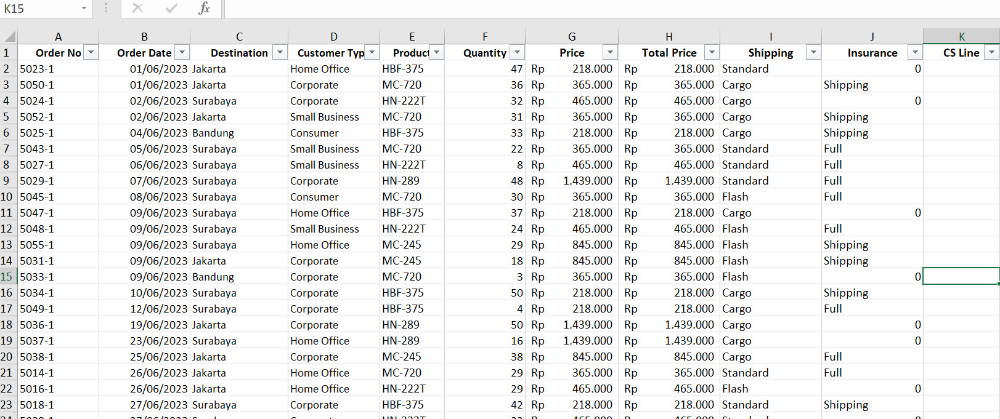 K15 fx
A B C D E F G H I J K
1 Order No Order Date Destination Customer Typ Product Quantity Price Total Price Shipping Insurance CS Line
2 5023-1 01/06/2023 Jakarta Home Office HBF-375 47 Rp 218.000 Rp 218.000 Standard 0
3 5050-1 01/06/2023 Jakarta Corporate MC-720 36 Rp 365.000 Rp 365.000 Cargo Shipping
4 5024-1 02/06/2023 Surabaya Corporate HN-222T 32 Rp 465.000 Rp 465.000 Cargo 0
5 5052-1 02/06/2023 Jakarta Small Business MC-720 31 Rp 365.000 Rp 365.000 Cargo Shipping
6 5025-1 04/06/2023 Bandung Consumer HBF-375 33 Rp 218.000 Rp 218.000 Cargo Shipping
7 5043-1 05/06/2023 Surabaya Small Business MC-720 22 Rp 365.000 Rp 365.000 Standard Full
8 5027-1 06/06/2023 Surabaya Small Business HN-222T 8 Rp 465.000 Rp 465.000 Standard Full
9 5029-1 07/06/2023 Surabaya Corporate HN-289 48 Rp 1.439.000 Rp 1.439.000 Standard Full
10 5045-1 08/06/2023 Surabaya Consumer MC-720 30 Rp 365.000 Rp 365.000 Flash Full
11 5047-1 09/06/2023 Surabaya Home Office HBF-375 37 Rp 218.000 Rp 218.000 Cargo 0
12 5048-1 09/06/2023 Surabaya Small Business HN-222T 24 Rp 465.000 Rp 465.000 Flash Full
13 5055-1 09/06/2023 Surabaya Home Office MC-245 29 Rp 845.000 Rp 845.000 Flash Shipping
14 5031-1 09/06/2023 Jakarta Corporate MC-245 18 Rp 845.000 Rp 845.000 Flash Shipping
15 5033-1 09/06/2023 Bandung Corporate MC-720 3 Rp 365.000 Rp 365.000 Flash 0
16 5034-1 10/06/2023 Surabaya Corporate HBF-375 50 Rp 218.000 Rp 218.000 Cargo Shipping
17 5049-1 12/06/2023 Surabaya Corporate HBF-375 4 Rp 218.000 Rp 218.000 Cargo Full
18 5036-1 19/06/2023 Jakarta Corporate HN-289 50 Rp 1.439.000 Rp 1.439.000 Cargo 0
19 5037-1 23/06/2023 Surabaya Home Office HN-289 16 Rp 1.439.000 Rp 1.439.000 Cargo 0
20 5038-1 25/06/2023 Jakarta Corporate MC-245 38 Rp 845.000 Rp 845.000 Cargo Full
21 5014-1 26/06/2023 Jakarta Home Office MC-720 29 Rp 365.000 Rp 365.000 Standard Full
22 5016-1 26/06/2023 Jakarta Home Office HN-222T 29 Rp 465.000 Rp 465.000 Flash 0
23 5018-1 27/06/2023 Surabaya Corporate HBF-375 42 Rp 218.000 Rp 218.000 Standard Shipping